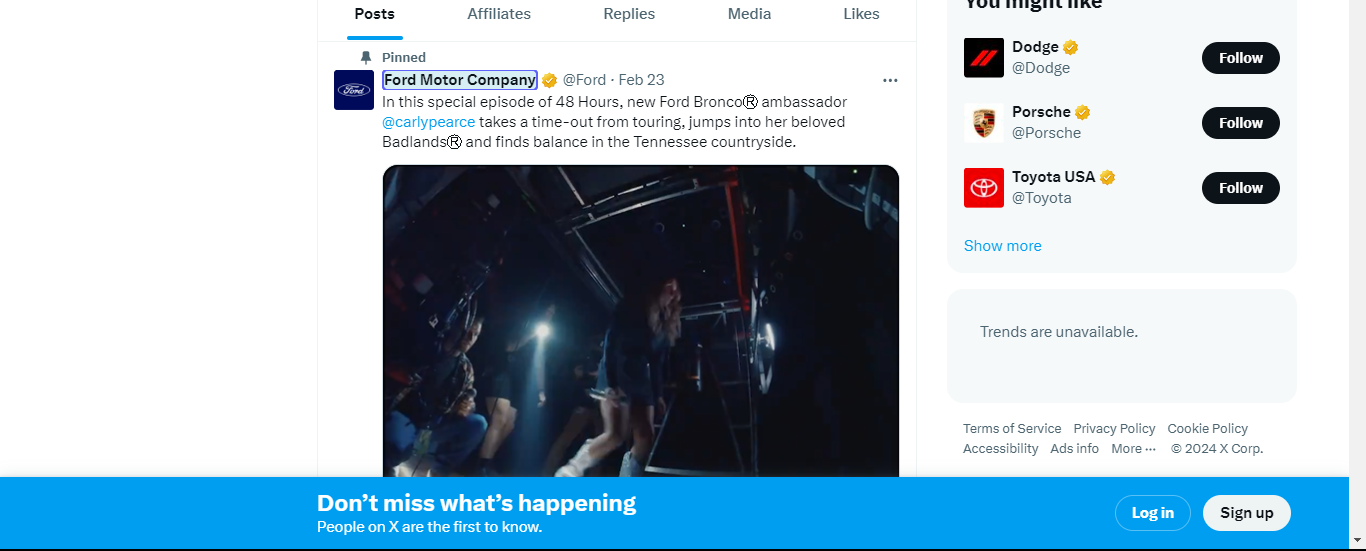 Posts Affiliates Replies Media Likes
Pinned
Ford Motor Company @Ford · Feb 23 ···
In this special episode of 48 Hours, new Ford Bronco® ambassador
@carlypearce takes a time-out from touring, jumps into her beloved
Badlands® and finds balance in the Tennessee countryside.
Ford
You might like
Dodge
@Dodge
Follow
Porsche
@Porsche
Follow
Toyota USA
@Toyota
Follow
Show more
Trends are unavailable.
Terms of Service Privacy Policy Cookie Policy
Accessibility Ads info More ··· © 2024 X Corp.
Don’t miss what’s happening
People on X are the first to know.
Log in Sign up